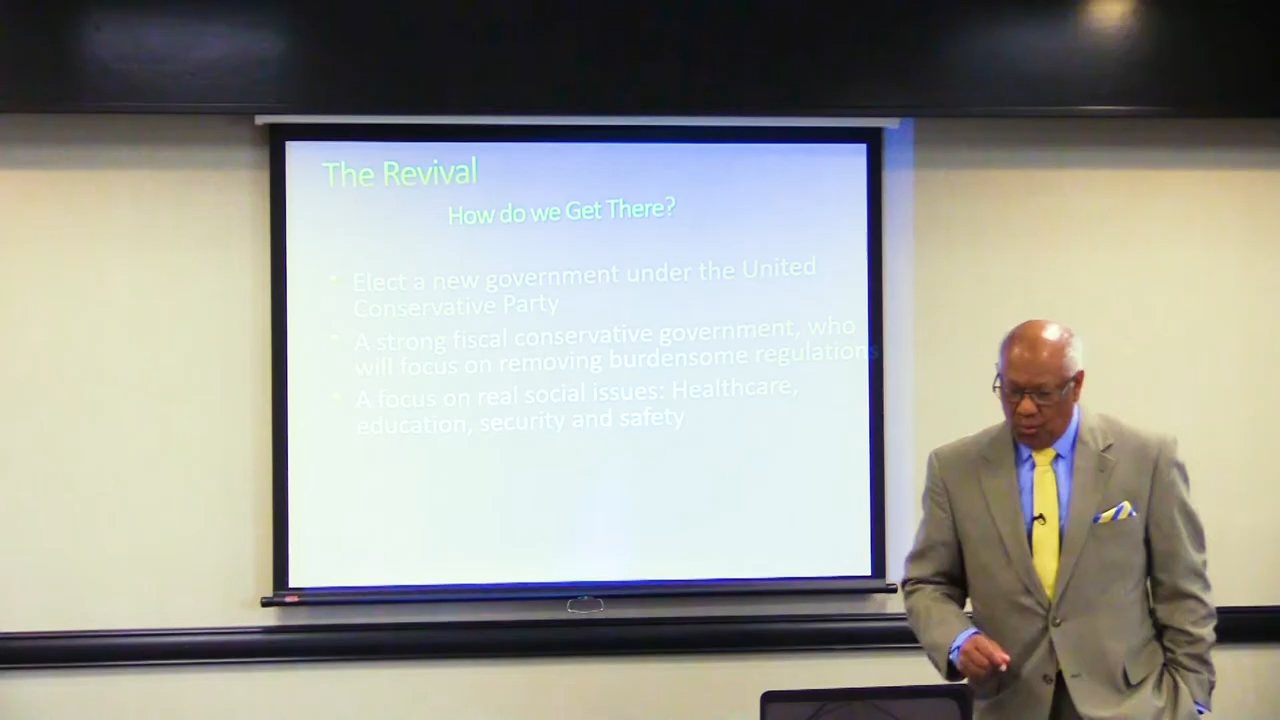 The Revival
How do we Get There?
• Elect a new government under the United
Conservative Party
• A strong fiscal conservative government, who
will focus on removing burdensome regulations
• A focus on real social issues: Healthcare,
education, security and safety